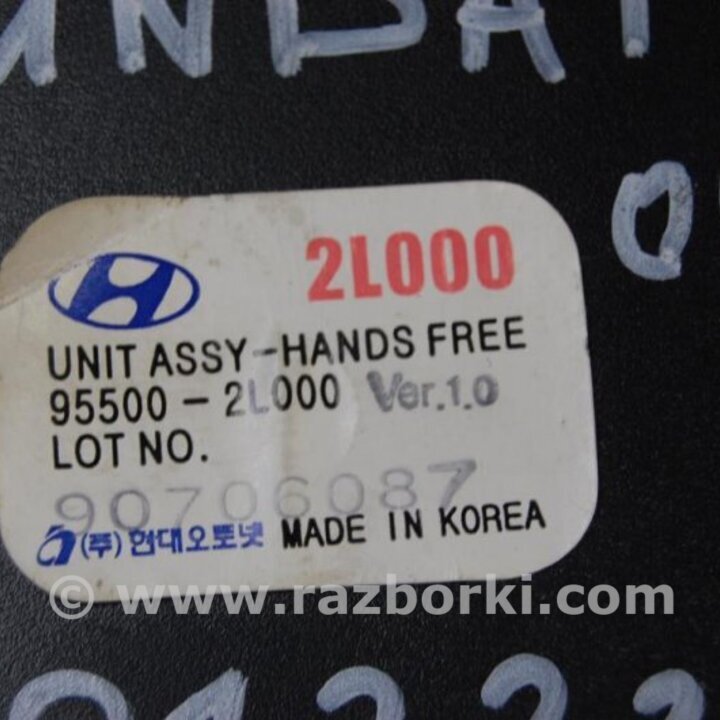 2L000
UNIT ASSY-HANDS FREE
95500-2L000 Ver.1.0
LOT NO.
90706087
(주)현대오토넷 MADE IN KOREA
© www.razborki.com